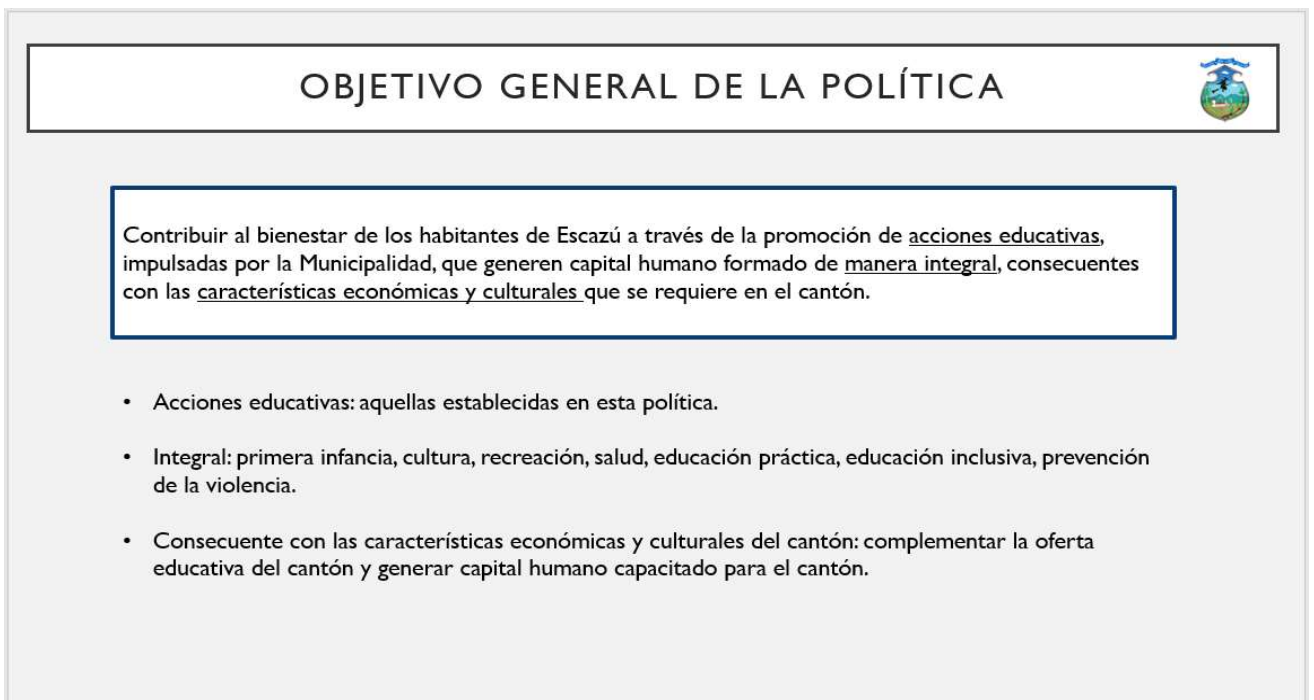 OBJETIVO GENERAL DE LA POLÍTICA
Contribuir al bienestar de los habitantes de Escazú a través de la promoción de acciones educativas,
impulsadas por la Municipalidad, que generen capital humano formado de manera integral, consecuentes
con las características económicas y culturales que se requiere en el cantón.
• Acciones educativas: aquellas establecidas en esta política.
• Integral: primera infancia, cultura, recreación, salud, educación práctica, educación inclusiva, prevención
de la violencia.
• Consecuente con las características económicas y culturales del cantón: complementar la oferta
educativa del cantón y generar capital humano capacitado para el cantón.